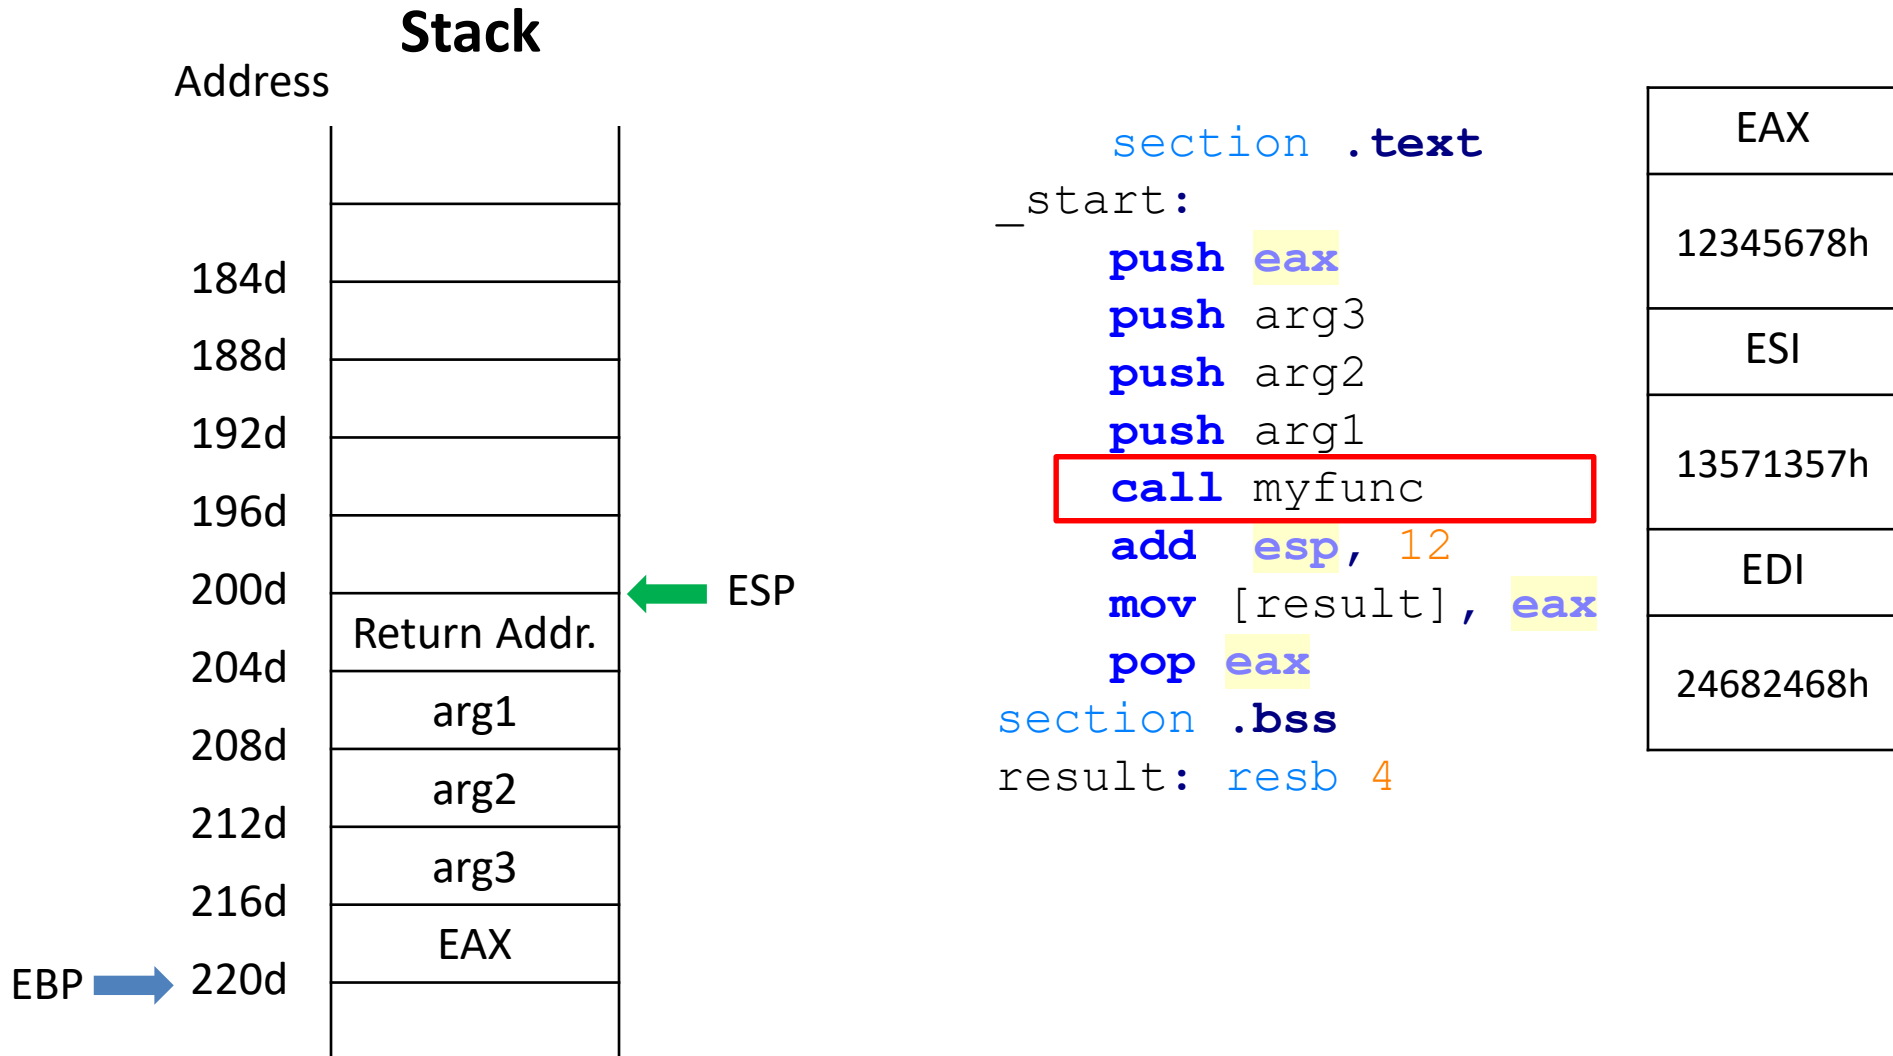 Stack
Address
184d
188d
192d
196d
200d
204d
208d
212d
216d
220d
Return Addr.
arg1
arg2
arg3
EAX
ESP
EBP
section .text
_start:
push eax
push arg3
push arg2
push arg1
call myfunc
add esp, 12
mov [result], eax
pop eax
section .bss
result: resb 4
EAX
12345678h
ESI
13571357h
EDI
24682468h